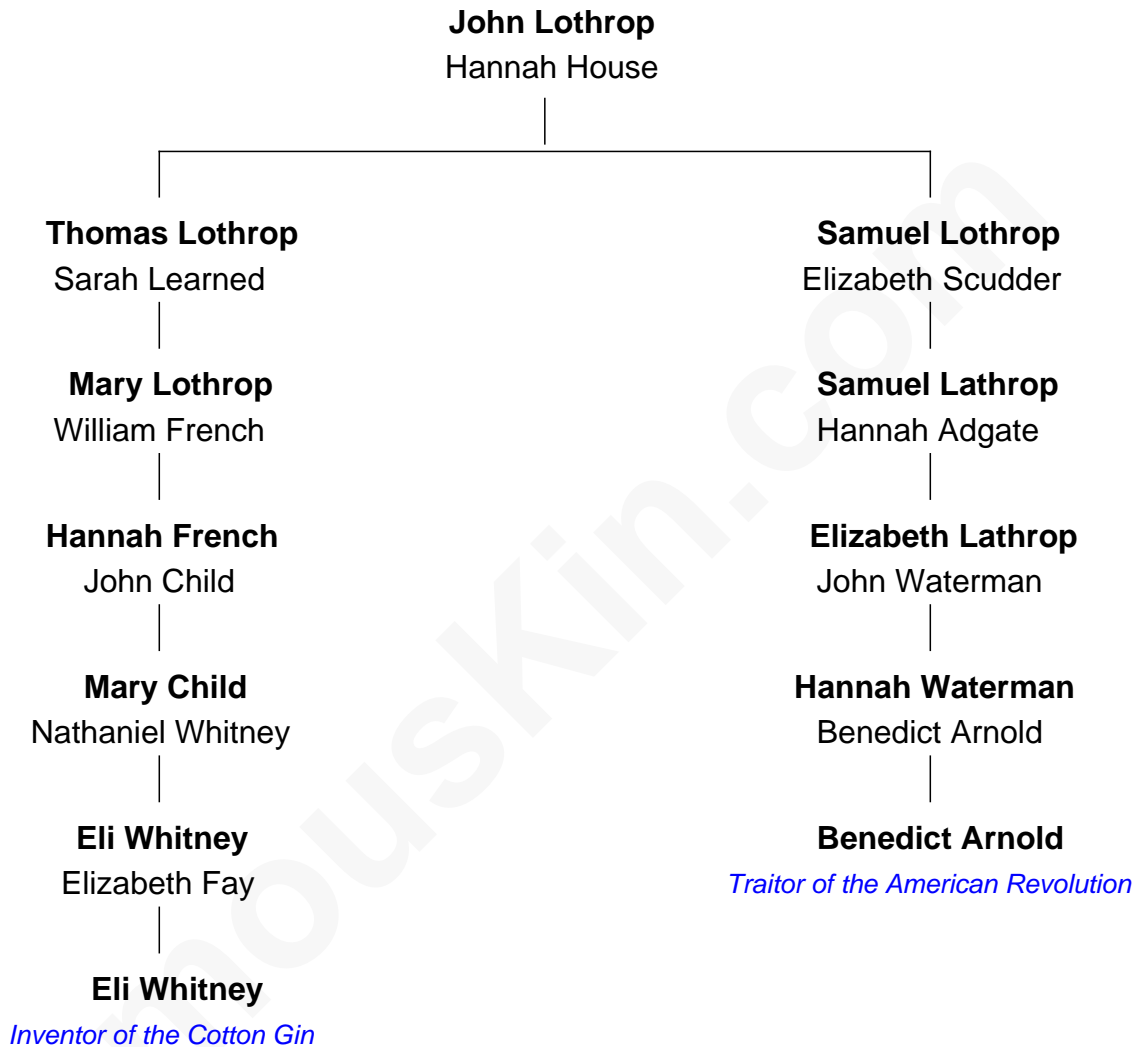 John Lothrop
Hannah House
Thomas Lothrop
Sarah Learned
Mary Lothrop
William French
Hannah French
John Child
Mary Child
Nathaniel Whitney
Eli Whitney
Elizabeth Fay
Eli Whitney
Inventor of the Cotton Gin
Samuel Lothrop
Elizabeth Scudder
Samuel Lathrop
Hannah Adgate
Elizabeth Lathrop
John Waterman
Hannah Waterman
Benedict Arnold
Benedict Arnold
Traitor of the American Revolution
mouskin.com